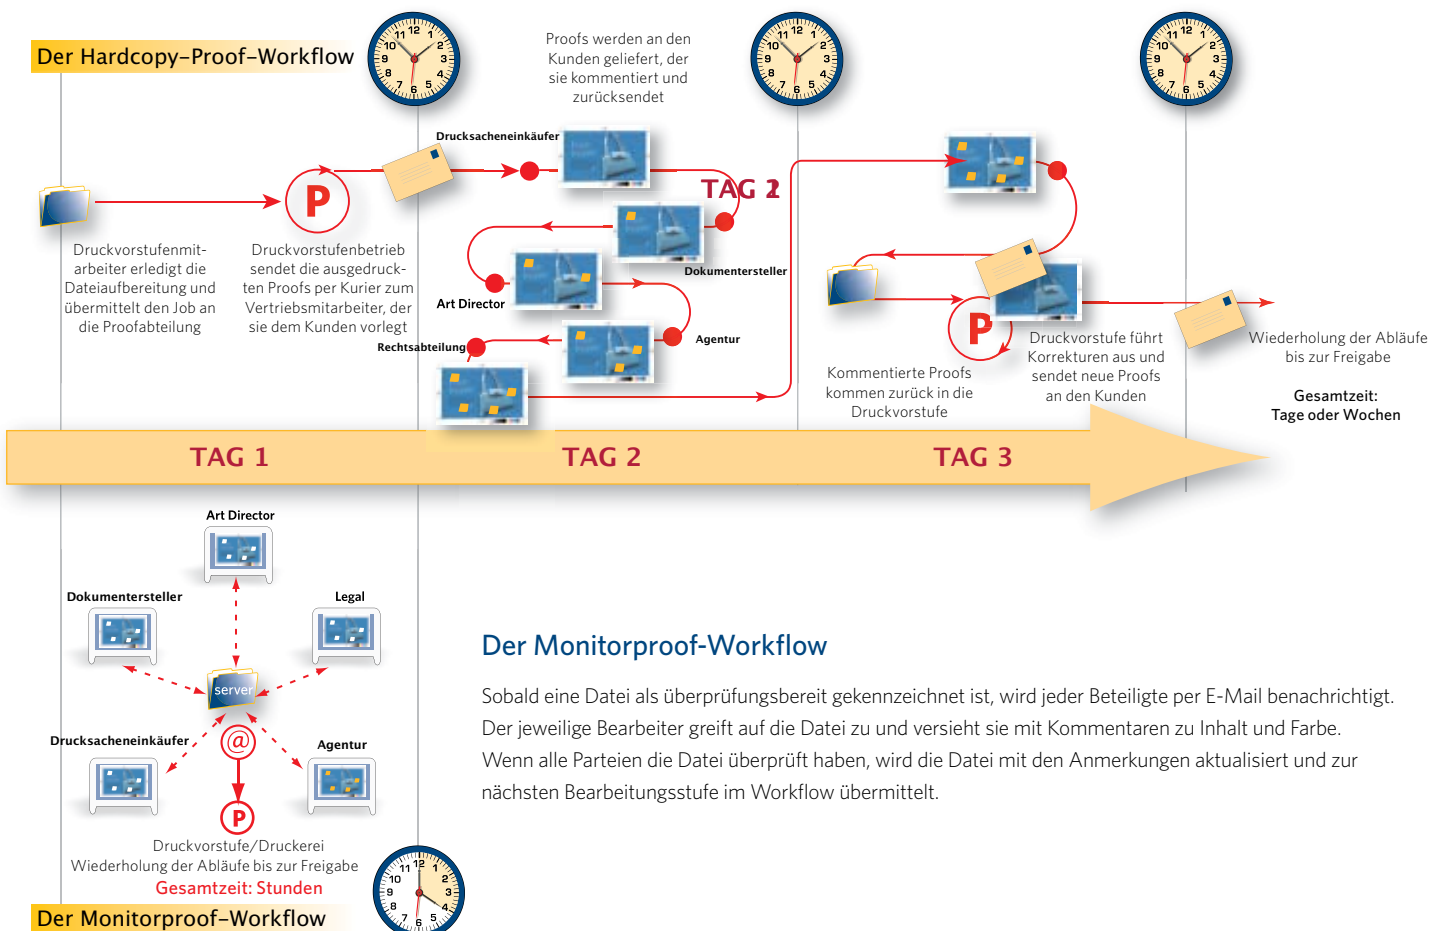 Der Hardcopy-Proof-Workflow
Proofs werden an den
Kunden geliefert, der
sie kommentiert und
zurücksendet
Drucksacheneinkäufer
TAG 2
Dokumentersteller
Art Director
Agentur
Rechtsabteilung
P
Druckvorstufenmit-
arbeiter erledigt die
Dateiaufbereitung und
übermittelt den Job an
die Proofabteilung
Druckvorstufenbetrieb
sendet die ausgedruck-
ten Proofs per Kurier zum
Vertriebsmitarbeiter, der
sie dem Kunden vorlegt
P
Kommentierte Proofs
kommen zurück in die
Druckvorstufe
Druckvorstufe führt
Korrekturen aus und
sendet neue Proofs
an den Kunden
Wiederholung der Abläufe
bis zur Freigabe
Gesamtzeit:
Tage oder Wochen
TAG 1
TAG 2
TAG 3
Art Director
Dokumentersteller
Legal
server
Drucksacheneinkäufer
@
Agentur
P
Druckvorstufe/Druckerei
Wiederholung der Abläufe bis zur Freigabe
Gesamtzeit: Stunden
Der Monitorproof-Workflow
Der Monitorproof-Workflow
Sobald eine Datei als überprüfungsbereit gekennzeichnet ist, wird jeder Beteiligte per E-Mail benachrichtigt.
Der jeweilige Bearbeiter greift auf die Datei zu und versieht sie mit Kommentaren zu Inhalt und Farbe.
Wenn alle Parteien die Datei überprüft haben, wird die Datei mit den Anmerkungen aktualisiert und zur
nächsten Bearbeitungsstufe im Workflow übermittelt.